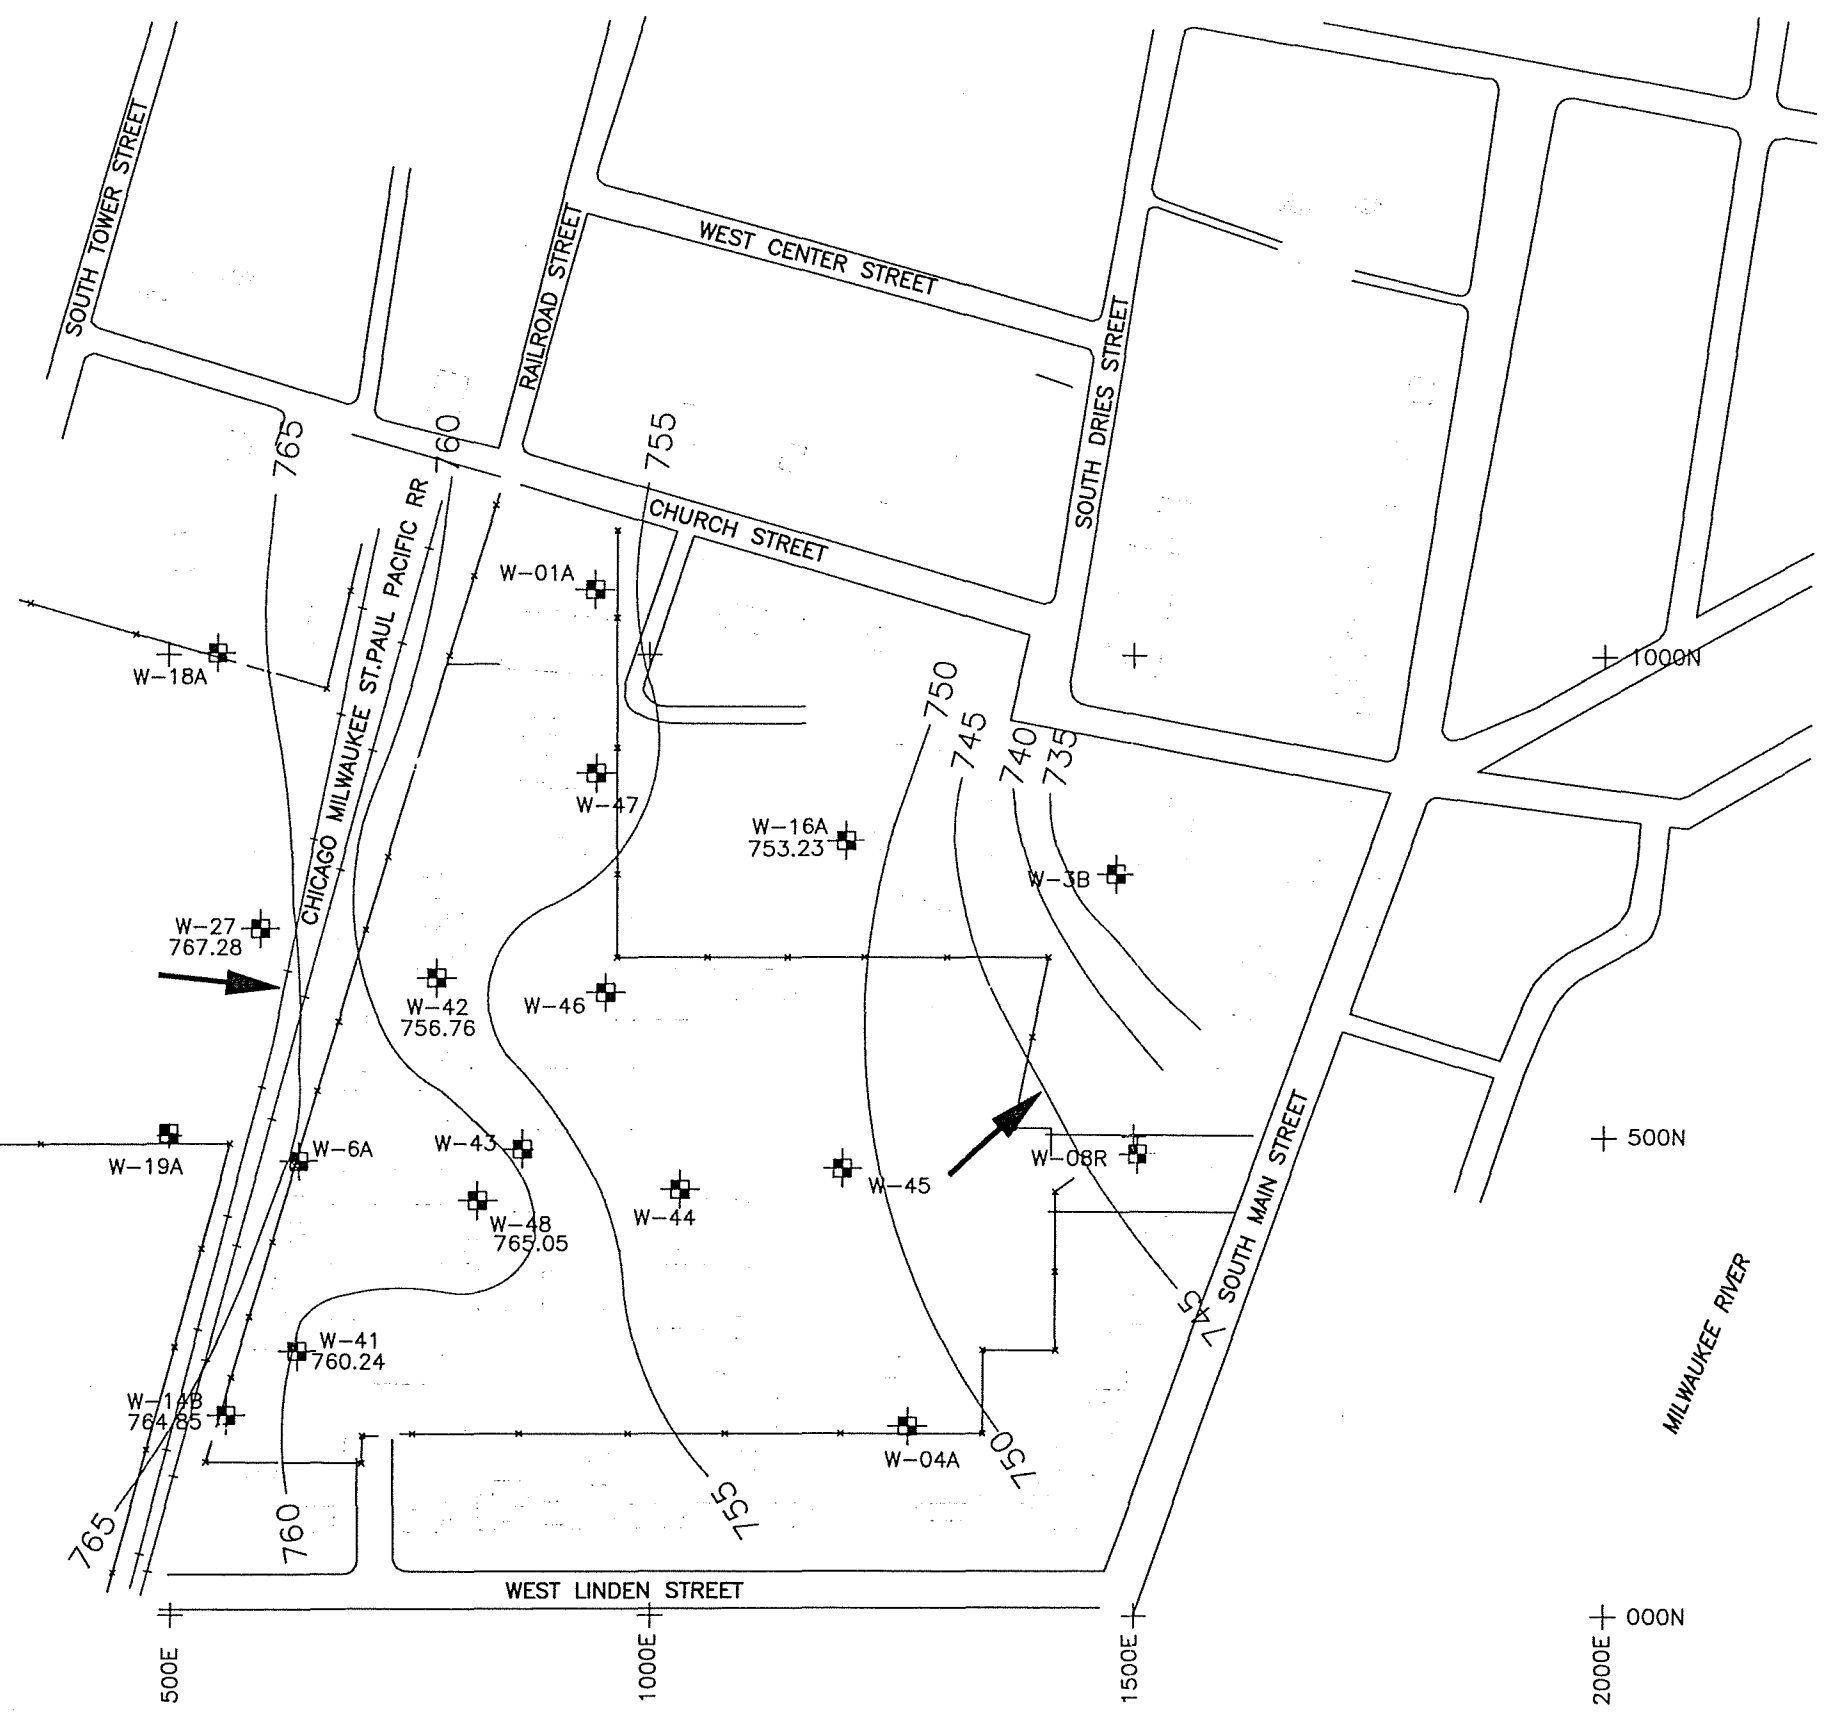 SOUTH TOWER STREET
RAILROAD STREET
WEST CENTER STREET
SOUTH DRIES STREET
765
760
755
CHURCH STREET
CHICAGO MILWAUKEE ST.PAUL PACIFIC RR
W-01A
W-18A
1000N
750
745
740
735
W-47
W-16A
753.23
W-3B
W-27
767.28
W-42
756.76
W-46
W-19A
W-6A
W-43
W-08R
500N
W-45
W-44
W-48
765.05
SOUTH MAIN STREET
745
MILWAUKEE RIVER
W-41
760.24
W-14B
764.85
W-04A
750
755
765
760
WEST LINDEN STREET
000N
500E
1000E
1500E
2000E